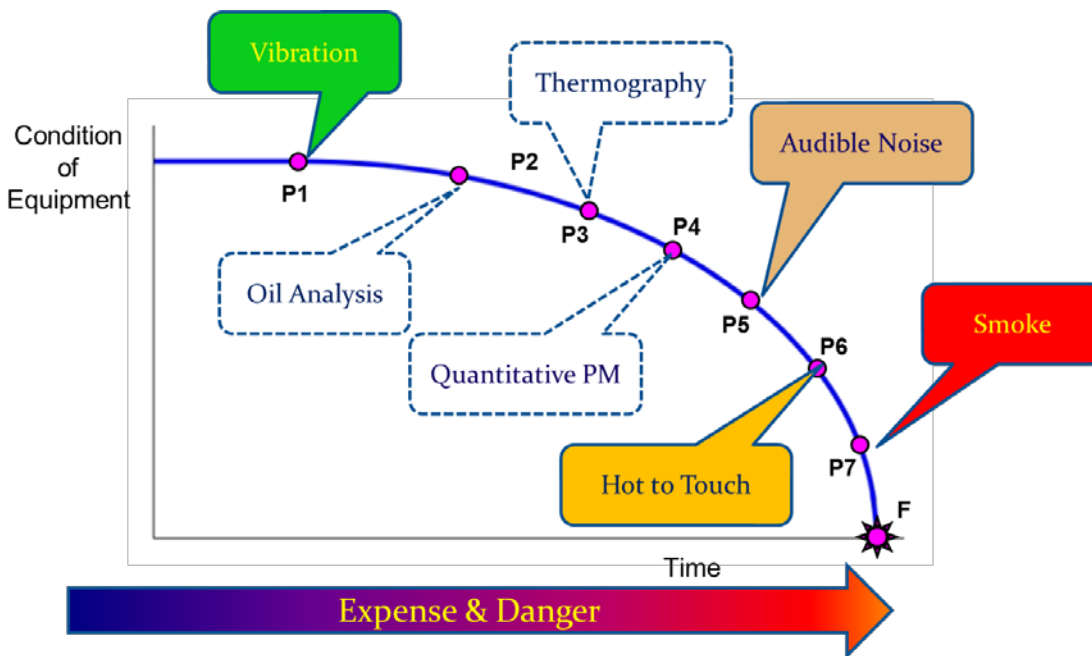 Vibration
Thermography
Condition
of
Equipment
Audible Noise
P1
P2
P3
P4
Oil Analysis
P5
Smoke
Quantitative PM
P6
P7
Hot to Touch
F
Time
Expense & Danger